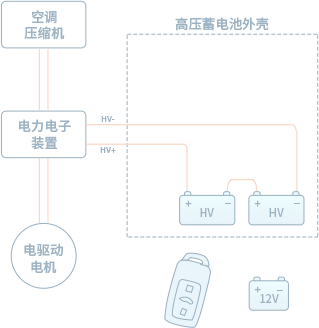 空调
压缩机
高压蓄电池外壳
电力电子
装置
HV-
HV+
+ −
HV
+ −
HV
电驱动
电机
+ −
12V